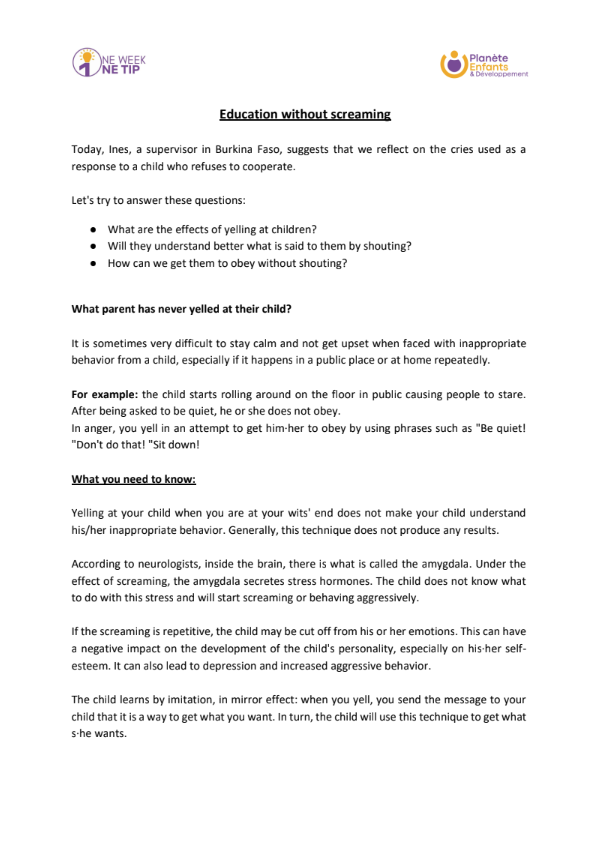 1 NE WEEK
NE TIP
Planète
Enfants
& Développement
Education without screaming
Today, Ines, a supervisor in Burkina Faso, suggests that we reflect on the cries used as a
response to a child who refuses to cooperate.
Let's try to answer these questions:
● What are the effects of yelling at children?
● Will they understand better what is said to them by shouting?
● How can we get them to obey without shouting?
What parent has never yelled at their child?
It is sometimes very difficult to stay calm and not get upset when faced with inappropriate
behavior from a child, especially if it happens in a public place or at home repeatedly.
For example: the child starts rolling around on the floor in public causing people to stare.
After being asked to be quiet, he or she does not obey.
In anger, you yell in an attempt to get him·her to obey by using phrases such as "Be quiet!
"Don't do that! "Sit down!
What you need to know:
Yelling at your child when you are at your wits' end does not make your child understand
his/her inappropriate behavior. Generally, this technique does not produce any results.
According to neurologists, inside the brain, there is what is called the amygdala. Under the
effect of screaming, the amygdala secretes stress hormones. The child does not know what
to do with this stress and will start screaming or behaving aggressively.
If the screaming is repetitive, the child may be cut off from his or her emotions. This can have
a negative impact on the development of the child's personality, especially on his·her self-
esteem. It can also lead to depression and increased aggressive behavior.
The child learns by imitation, in mirror effect: when you yell, you send the message to your
child that it is a way to get what you want. In turn, the child will use this technique to get what
s·he wants.